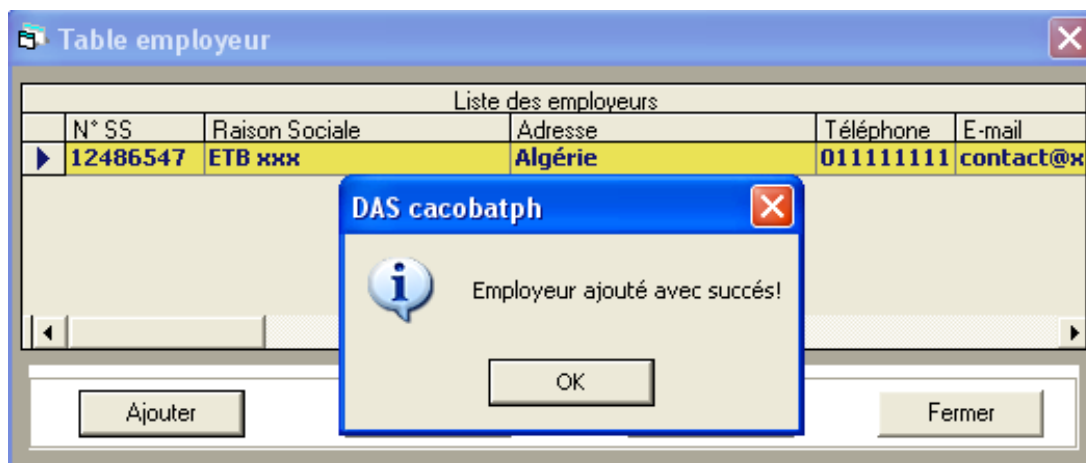 Table employeur
Liste des employeurs
N° SS Raison Sociale Adresse Téléphone E-mail
12486547 ETB xxx Algérie 011111111 contact@x
DAS cacobatph
Employeur ajouté avec succés!
OK
Ajouter Fermer